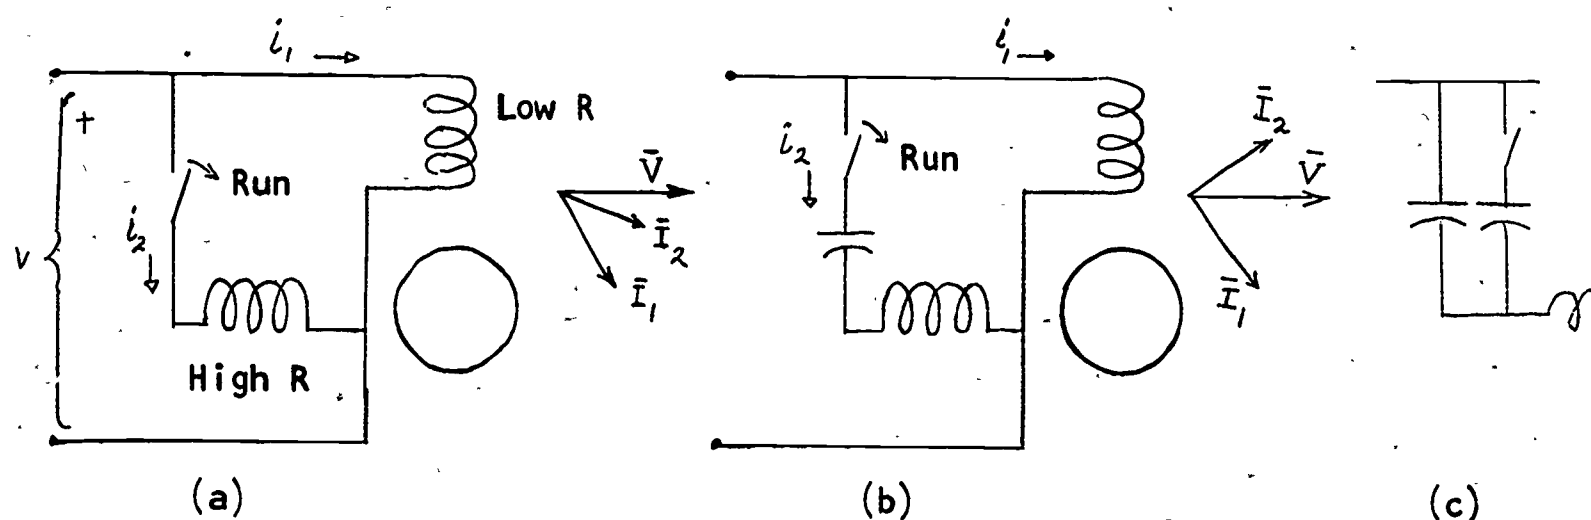 i₁
+
V
i₂
Run
Low R
High R
V̄
Ī₂
Ī₁
(a)
i₁
i₂
Run
Ī₂
V̄
Ī₁
(b)
(c)